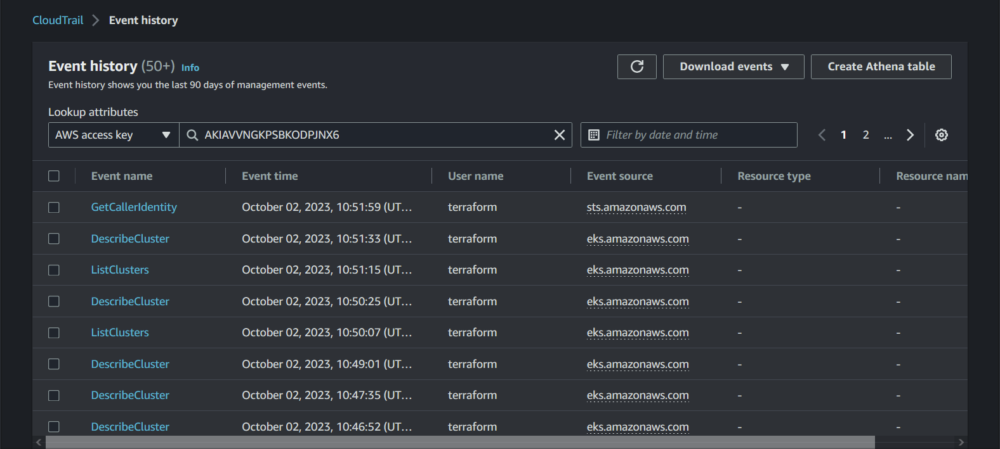 CloudTrail > Event history
Event history (50+) Info
Download events
Create Athena table
Event history shows you the last 90 days of management events.
Lookup attributes
AWS access key
AKIAVVNGKPSBKODPJNX6
Filter by date and time
1 2 ...
Event name Event time User name Event source Resource type Resource nam
GetCallerIdentity October 02, 2023, 10:51:59 (UT... terraform sts.amazonaws.com - -
DescribeCluster October 02, 2023, 10:51:33 (UT... terraform eks.amazonaws.com - -
ListClusters October 02, 2023, 10:51:15 (UT... terraform eks.amazonaws.com - -
DescribeCluster October 02, 2023, 10:50:25 (UT... terraform eks.amazonaws.com - -
ListClusters October 02, 2023, 10:50:07 (UT... terraform eks.amazonaws.com - -
DescribeCluster October 02, 2023, 10:49:01 (UT... terraform eks.amazonaws.com - -
DescribeCluster October 02, 2023, 10:47:35 (UT... terraform eks.amazonaws.com - -
DescribeCluster October 02, 2023, 10:46:52 (UT... terraform eks.amazonaws.com - -